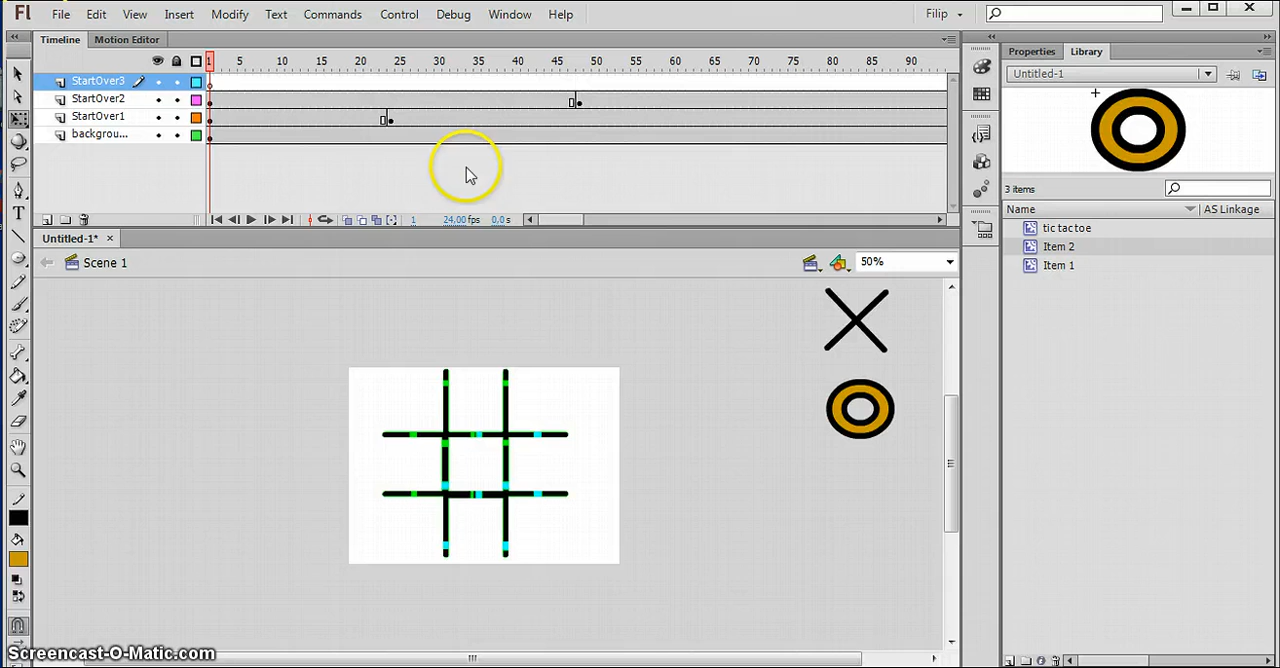 Fl File Edit View Insert Modify Text Commands Control Debug Window Help Filip
Timeline Motion Editor
1 5 10 15 20 25 30 35 40 45 50 55 60 65 70 75 80 85 90
StartOver3
StartOver2
StartOver1
backgrou...
1 24.00 fps 0.0 s
Untitled-1* ×
Scene 1
50%
Properties Library
Untitled-1
3 items
Name AS Linkage
tic tac toe
Item 2
Item 1
Screencast-O-Matic.com